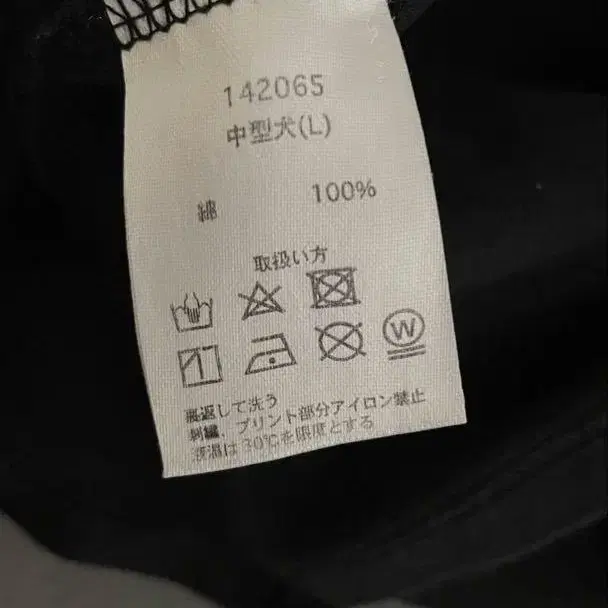 142065
中型犬(L)
綿 100%
取扱い方
W
裏返して洗う
刺繍、プリント部分アイロン禁止
液温は30℃を限度とする